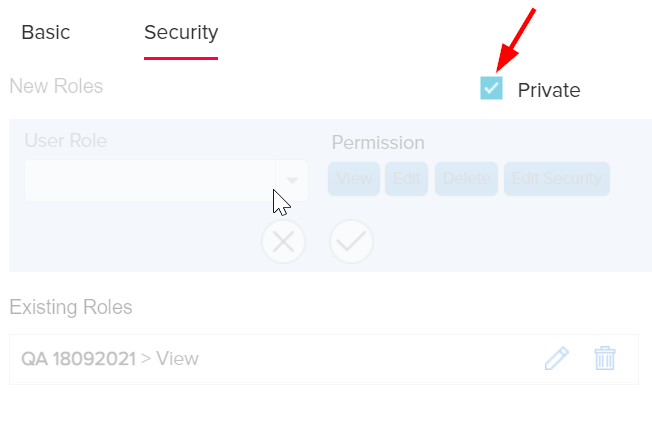 Basic Security
New Roles Private
User Role Permission
View Edit Delete Edit Security
Existing Roles
QA 18092021 > View